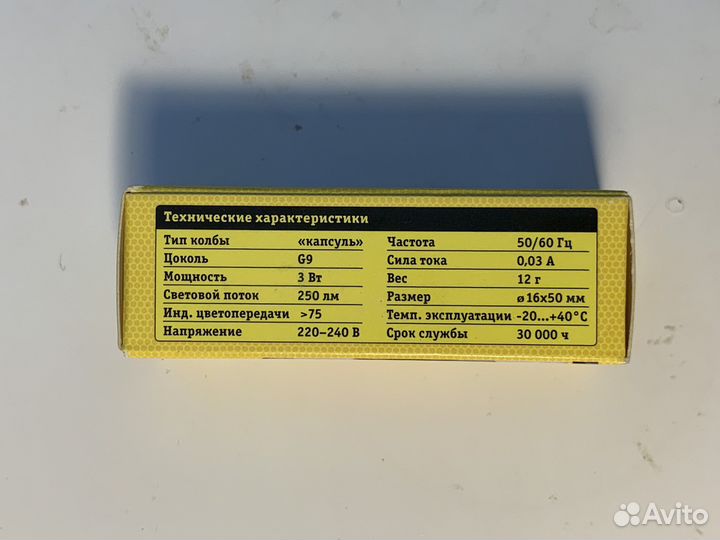 Технические характеристики
Тип колбы «капсуль»
Цоколь G9
Мощность 3 Вт
Световой поток 250 лм
Инд. цветопередачи >75
Напряжение 220–240 В
Частота 50/60 Гц
Сила тока 0,03 А
Вес 12 г
Размер ø16x50 мм
Темп. эксплуатации -20...+40°C
Срок службы 30 000 ч
Avito